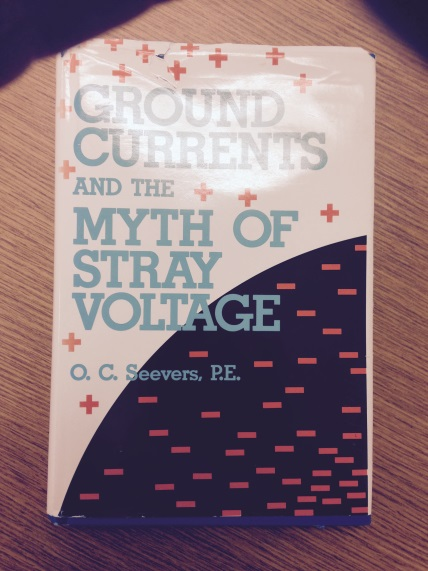 GROUND
CURRENTS
AND THE
MYTH OF
STRAY
VOLTAGE
O. C. Seevers, P.E.